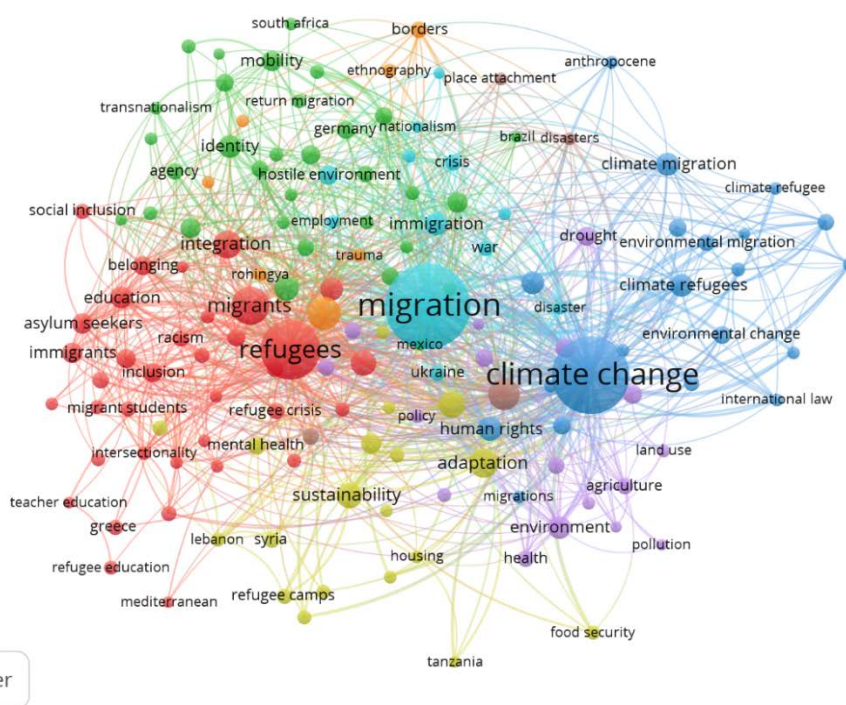 south africa
borders
mobility
ethnography
place attachment
anthropocene
transnationalism
return migration
germany
nationalism
identity
brazil
disasters
agency
hostile environment
crisis
climate migration
climate refugee
social inclusion
employment
immigration
integration
trauma
war
drought
environmental migration
belonging
rohingya
education
migrants
migration
disaster
climate refugees
asylum seekers
racism
refugees
mexico
environmental change
immigrants
inclusion
ukraine
climate change
migrant students
refugee crisis
policy
international law
intersectionality
mental health
human rights
land use
adaptation
sustainability
migrations
agriculture
teacher education
greece
lebanon
syria
environment
pollution
refugee education
housing
health
mediterranean
refugee camps
food security
tanzania
er